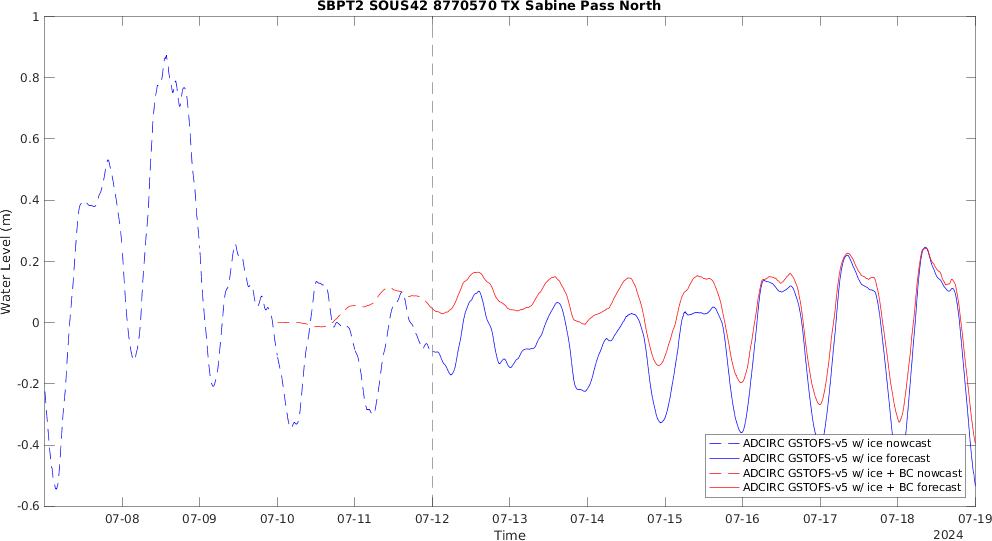 SBPT2 SOUS42 8770570 TX Sabine Pass North
1
0.8
0.6
0.4
0.2
0
-0.2
-0.4
-0.6
Water Level (m)
07-08 07-09 07-10 07-11 07-12 07-13 07-14 07-15 07-16 07-17 07-18 07-19
Time
2024
ADCIRC GSTOFS-v5 w/ ice nowcast
ADCIRC GSTOFS-v5 w/ ice forecast
ADCIRC GSTOFS-v5 w/ ice + BC nowcast
ADCIRC GSTOFS-v5 w/ ice + BC forecast